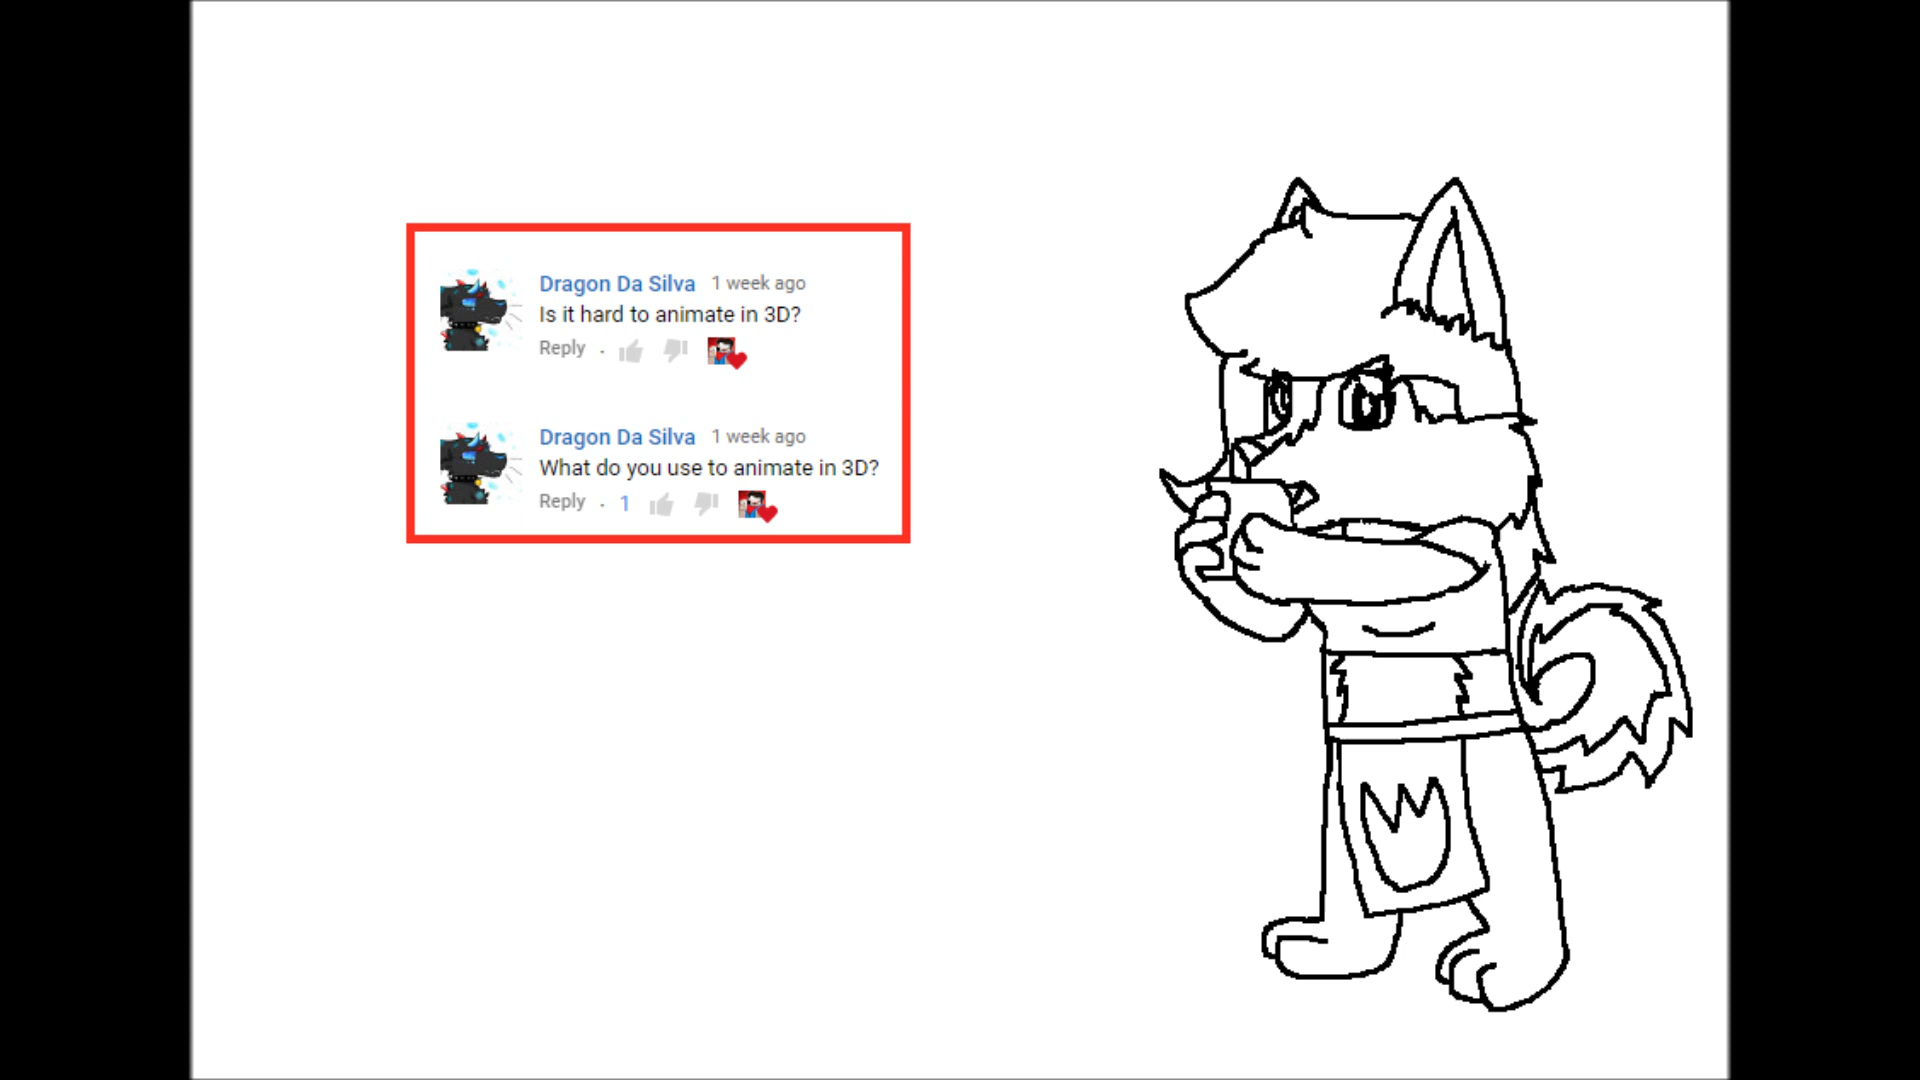 Dragon Da Silva 1 week ago
Is it hard to animate in 3D?
Reply
Dragon Da Silva 1 week ago
What do you use to animate in 3D?
Reply 1